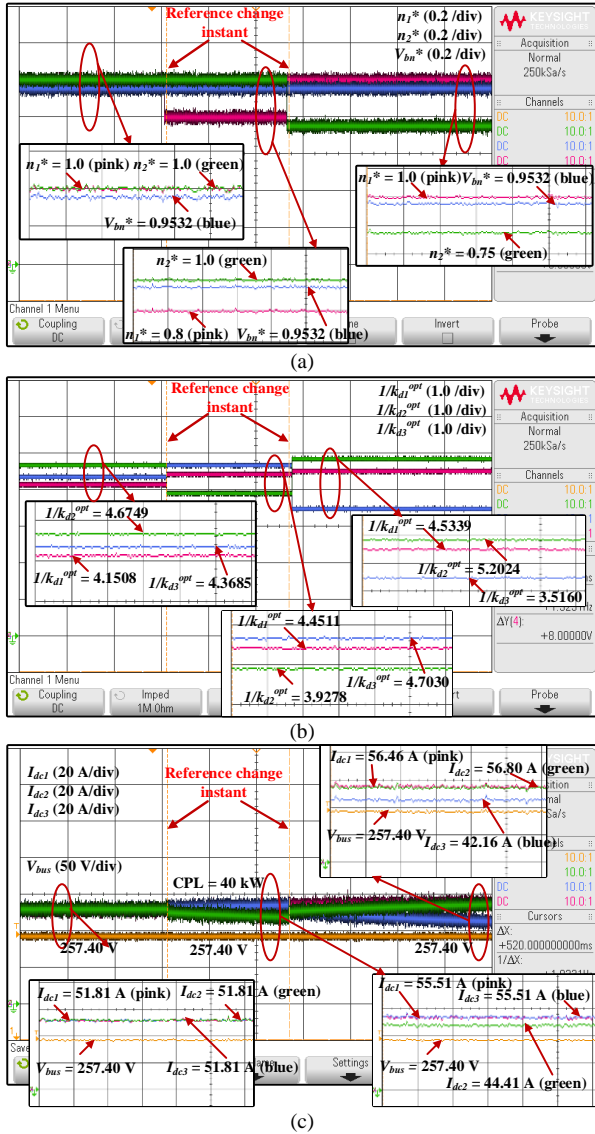 Reference change
instant
n1* (0.2 /div)
n2* (0.2 /div)
Vbn* (0.2 /div)
KEYSIGHT
TECHNOLOGIES
Acquisition
Normal
250kSa/s
Channels
DC 10.0:1
DC 10.0:1
DC 10.0:1
DC 10.0:1
n1* = 1.0 (pink) n2* = 1.0 (green)
Vbn* = 0.9532 (blue)
n1* = 1.0 (pink) Vbn* = 0.9532 (blue)
n2* = 0.75 (green)
n2* = 1.0 (green)
n1* = 0.8 (pink) Vbn* = 0.9532 (blue)
Channel 1 Menu
Coupling
DC
Invert
Probe
(a)
Reference change
instant
1/kd1opt (1.0 /div)
1/kd2opt (1.0 /div)
1/kd3opt (1.0 /div)
KEYSIGHT
TECHNOLOGIES
Acquisition
Normal
250kSa/s
Channels
DC 10.0:1
DC 10.0:1
1/kd2opt = 4.6749
1/kd1opt = 4.1508
1/kd3opt = 4.3685
1/kd1opt = 4.5339
1/kd2opt = 5.2024
1/kd3opt = 3.5160
1/kd1opt = 4.4511
1/kd2opt = 3.9278
1/kd3opt = 4.7030
ΔY(4):
+8.00000V
Channel 1 Menu
Coupling
DC
Imped
1M Ohm
Probe
(b)
Idc1 (20 A/div)
Idc2 (20 A/div)
Idc3 (20 A/div)
Reference change
instant
Idc1 = 56.46 A (pink)
Idc2 = 56.80 A (green)
Vbus = 257.40 V
Idc3 = 42.16 A (blue)
Vbus (50 V/div)
CPL = 40 kW
10.0:1
10.0:1
DC 10.0:1
DC 10.0:1
Cursors
ΔX:
+520.000000000ms
1/ΔX:
257.40 V
257.40 V
257.40 V
Idc1 = 51.81 A (pink)
Idc2 = 51.81 A (green)
Vbus = 257.40 V
Idc3 = 51.81 A (blue)
Idc1 = 55.51 A (pink)
Idc3 = 55.51 A (blue)
Vbus = 257.40 V
Idc2 = 44.41 A (green)
Settings
(c)